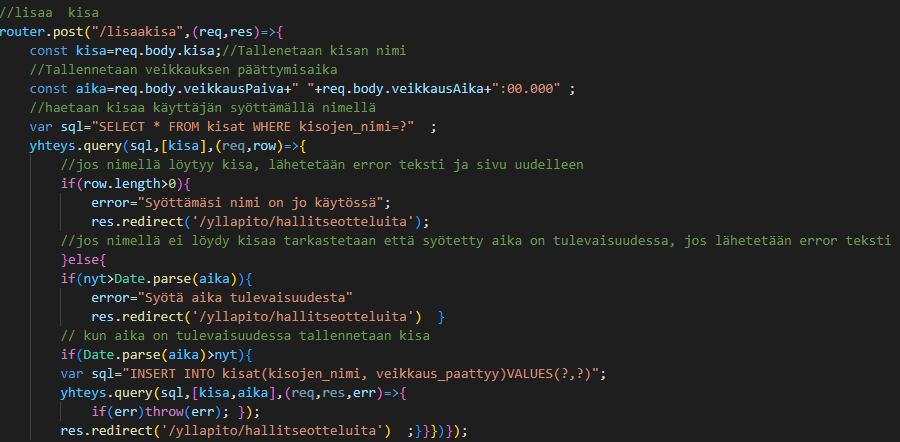 //lisaa  kisa
router.post("/lisaakisa",(req,res)=>{
    const kisa=req.body.kisa;//Tallenetaan kisan nimi
    //Tallennetaan veikkauksen päättymisaika
    const aika=req.body.veikkausPaiva+" "+req.body.veikkausAika+":00.000" ;
    //haetaan kisaa käyttäjän syöttämällä nimellä
    var sql="SELECT * FROM kisat WHERE kisojen_nimi=?"  ;
    yhteys.query(sql,[kisa],(req,row)=>{
        //jos nimellä löytyy kisa, lähetetään error teksti ja sivu uudelleen
        if(row.length>0){
            error="Syöttämäsi nimi on jo käytössä";
            res.redirect('/yllapito/hallitseotteluita');
        //jos nimellä ei löydy kisaa tarkastetaan että syötetty aika on tulevaisuudessa, jos lähetetään error teksti
        }else{
        if(nyt>Date.parse(aika)){
            error="Syötä aika tulevaisuudesta"
            res.redirect('/yllapito/hallitseotteluita')  }
        // kun aika on tulevaisuudessa tallennetaan kisa
        if(Date.parse(aika)>nyt){
        var sql="INSERT INTO kisat(kisojen_nimi, veikkaus_paattyy)VALUES(?,?)";
        yhteys.query(sql,[kisa,aika],(req,res,err)=>{
            if(err)throw(err); });
        res.redirect('/yllapito/hallitseotteluita')  ;}}})});